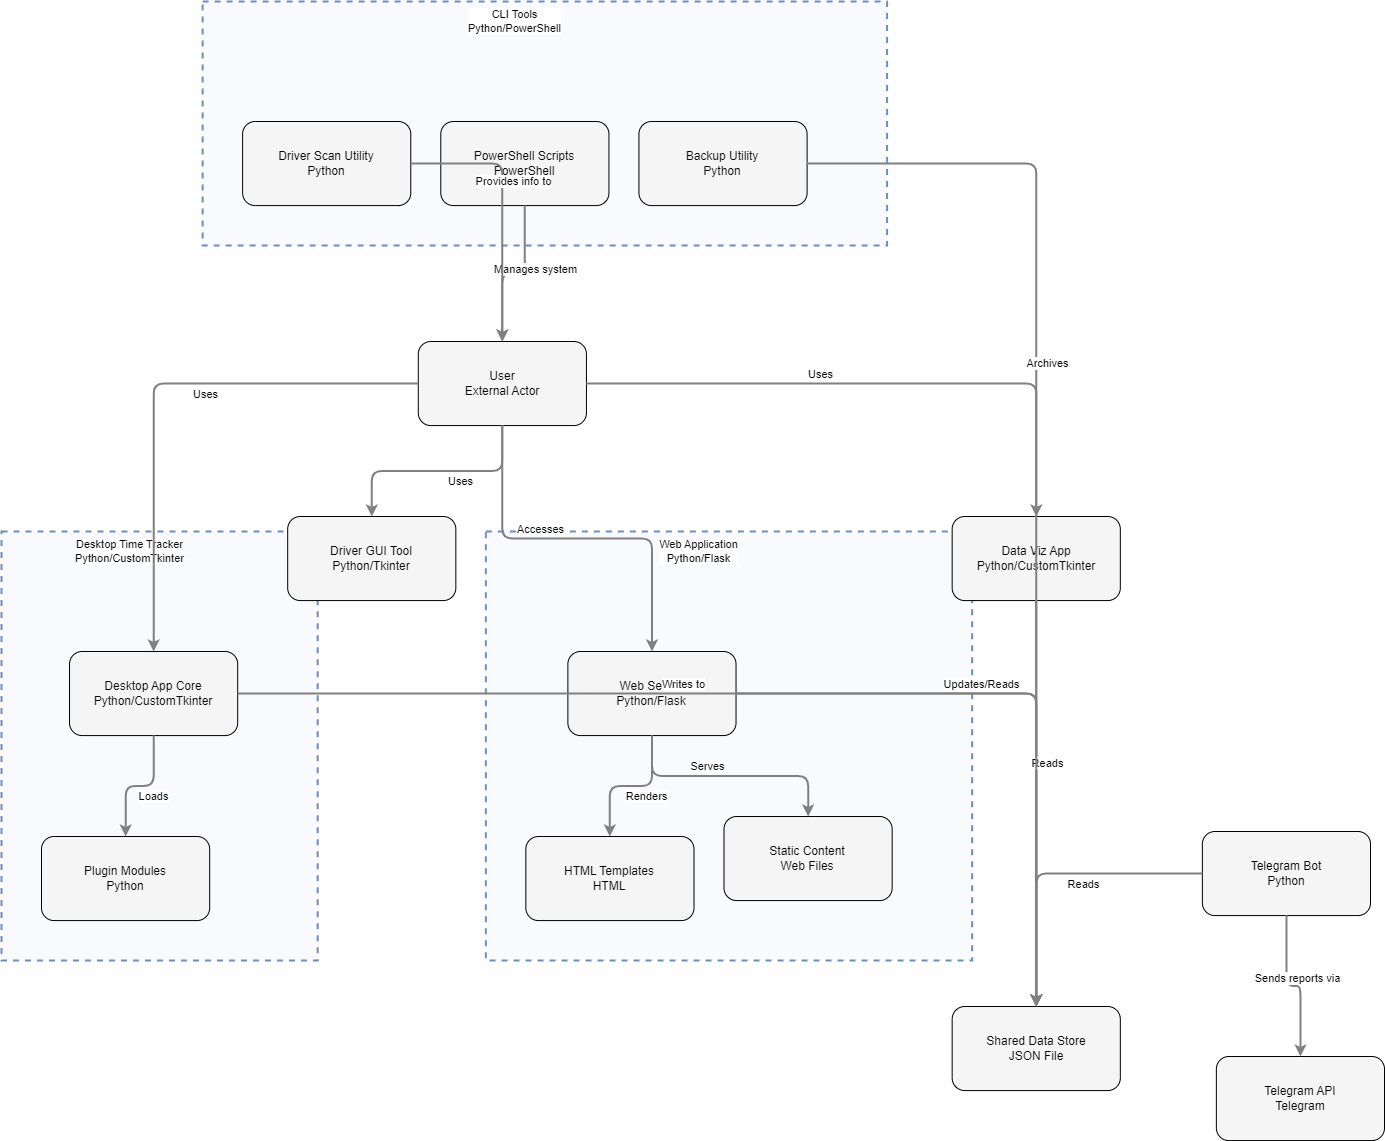 CLI Tools
Python/PowerShell
Driver Scan Utility
Python
PowerShell Scripts
PowerShell
Backup Utility
Python
Provides info to
Manages system
Archives
User
External Actor
Uses
Uses
Uses
Accesses
Desktop Time Tracker
Python/CustomTkinter
Driver GUI Tool
Python/Tkinter
Web Application
Python/Flask
Data Viz App
Python/CustomTkinter
Desktop App Core
Python/CustomTkinter
Web Se
Python/Flask
Writes to
Updates/Reads
Reads
Serves
Loads
Renders
Plugin Modules
Python
HTML Templates
HTML
Static Content
Web Files
Telegram Bot
Python
Reads
Sends reports via
Shared Data Store
JSON File
Telegram API
Telegram